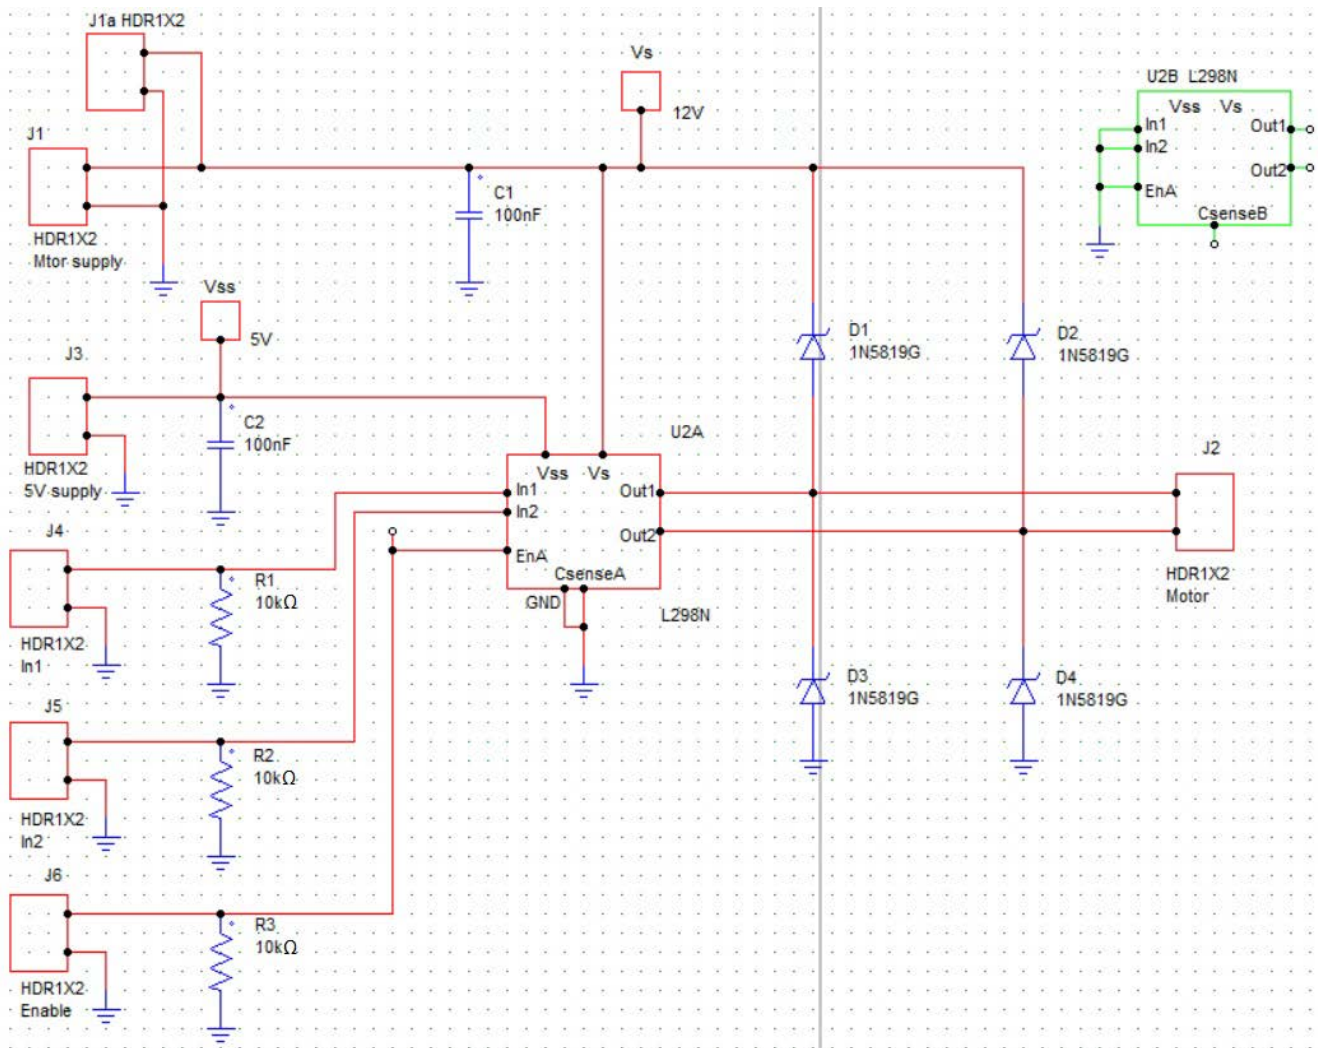 J1a HDR1X2
J1
HDR1X2
Mtor supply
Vs
12V
C1
100nF
U2B L298N
Vss Vs
In1
In2
EnA
Out1
Out2
CsenseB
Vss
5V
J3
HDR1X2
5V supply
C2
100nF
D1
1N5819G
D2
1N5819G
U2A
Vss Vs
In1
In2
EnA
Out1
Out2
CsenseA
GND
L298N
J2
HDR1X2
Motor
J4
HDR1X2
In1
R1
10kΩ
D3
1N5819G
D4
1N5819G
J5
HDR1X2
In2
R2
10kΩ
J6
HDR1X2
Enable
R3
10kΩ